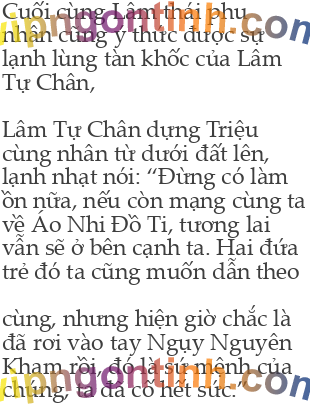 Cuối cùng Lâm thái phu
nhân cũng ý thức được sự
lạnh lùng tàn khốc của Lâm
Tự Chân,
Lâm Tự Chân dựng Triệu
cùng nhân từ dưới đất lên,
lạnh nhạt nói: “Đừng có làm
ồn nữa, nếu còn mạng cùng ta
về Áo Nhi Đồ Ti, tương lai
vẫn sẽ ở bên cạnh ta. Hai đứa
trẻ đó ta cũng muốn dẫn theo
cùng, nhưng hiện giờ chắc là
đã rơi vào tay Ngụy Nguyên
Kham rồi, đó là sứ mệnh của
chúng, ta đã cố hết sức.”
vipngontinh.com
vipngontinh.com